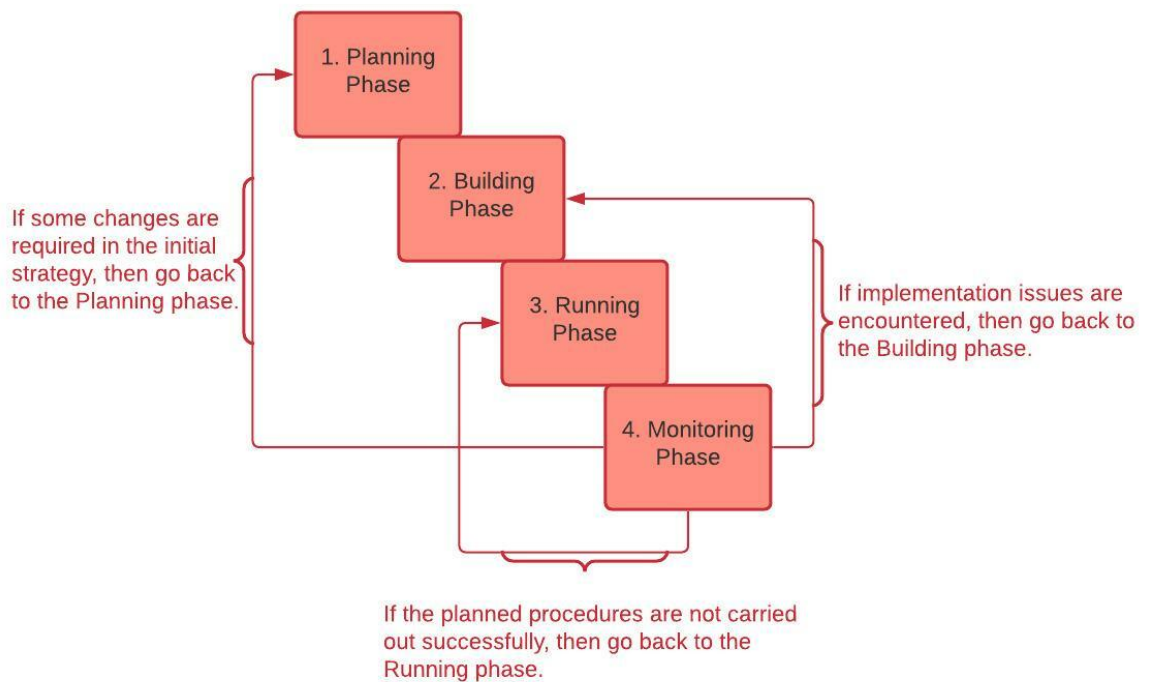 1. Planning
Phase
2. Building
Phase
If some changes are
required in the initial
strategy, then go back
to the Planning phase.
3. Running
Phase
If implementation issues are
encountered, then go back to
the Building phase.
4. Monitoring
Phase
If the planned procedures are not carried
out successfully, then go back to the
Running phase.